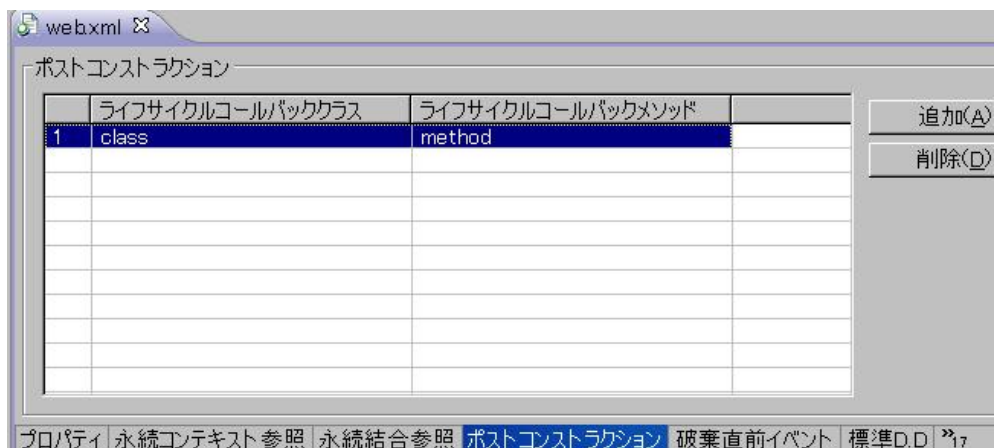 web.xml
ポストコンストラクション
ライフサイクルコールバッククラス ライフサイクルコールバックメソッド
1 class method
追加(A)
削除(D)
プロパティ 永続コンテキスト参照 永続結合参照 ポストコンストラクション 破棄直前イベント 標準D.D »17